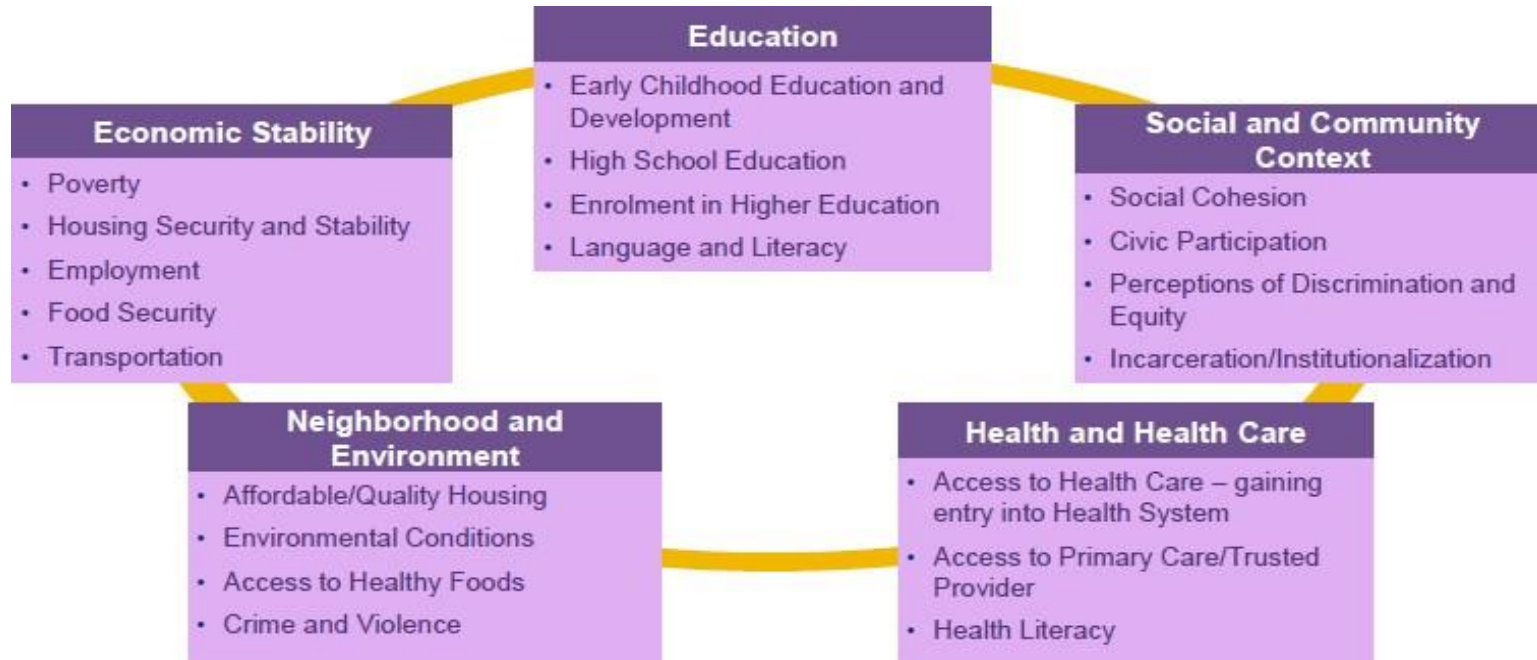 Education
• Early Childhood Education and
Development
• High School Education
• Enrolment in Higher Education
• Language and Literacy
Economic Stability
• Poverty
• Housing Security and Stability
• Employment
• Food Security
• Transportation
Social and Community
Context
• Social Cohesion
• Civic Participation
• Perceptions of Discrimination and
Equity
• Incarceration/Institutionalization
Neighborhood and
Environment
• Affordable/Quality Housing
• Environmental Conditions
• Access to Healthy Foods
• Crime and Violence
Health and Health Care
• Access to Health Care – gaining
entry into Health System
• Access to Primary Care/Trusted
Provider
• Health Literacy